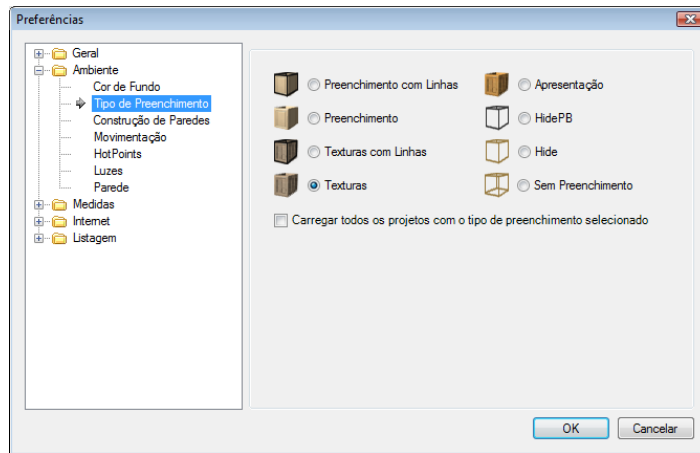 Preferências
Geral
Ambiente
Cor de Fundo
Tipo de Preenchimento
Construção de Paredes
Movimentação
HotPoints
Luzes
Parede
Medidas
Internet
Listagem
Preenchimento com Linhas
Apresentação
Preenchimento
HidePB
Texturas com Linhas
Hide
Texturas
Sem Preenchimento
Carregar todos os projetos com o tipo de preenchimento selecionado
OK
Cancelar